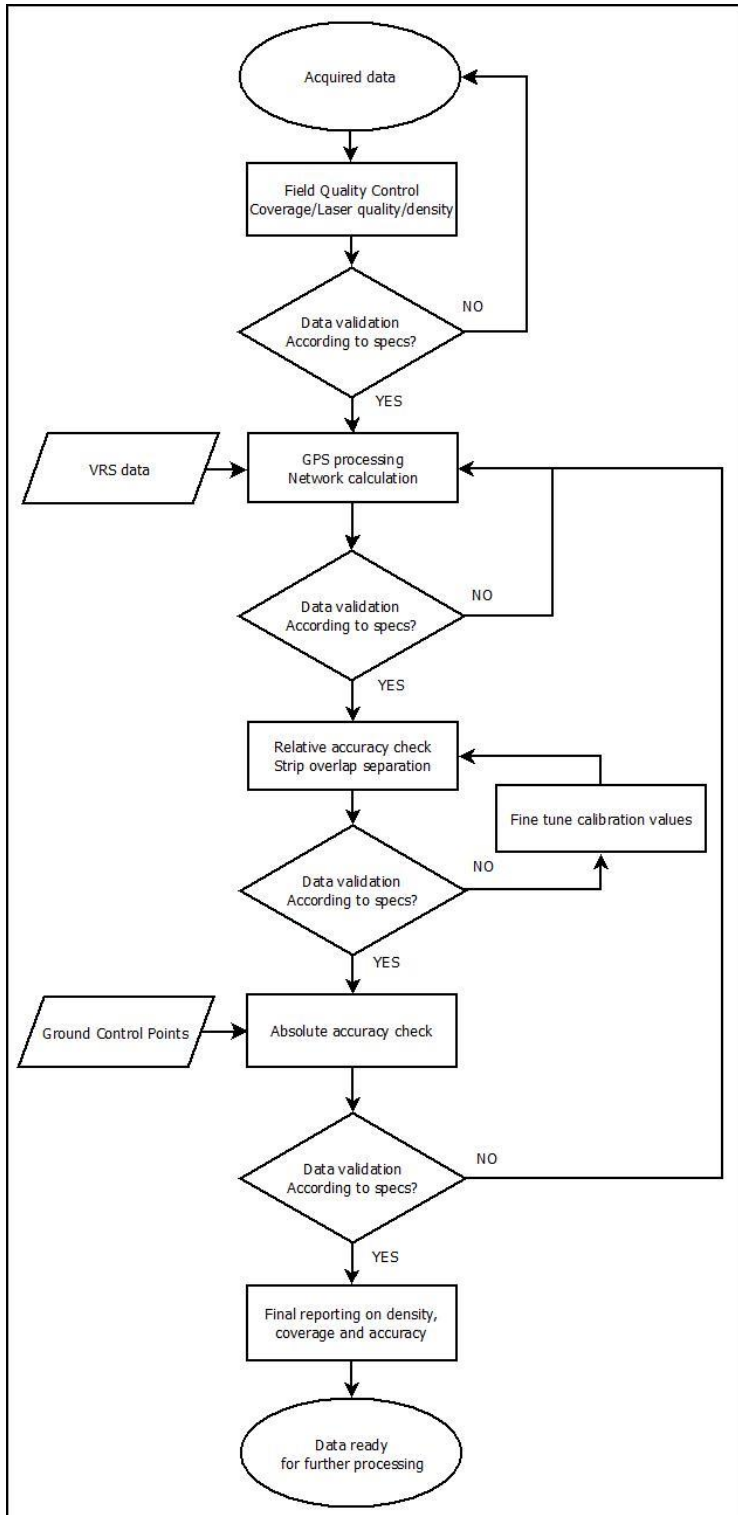 Acquired data
Field Quality Control
Coverage/Laser quality/density
Data validation
According to specs?
NO
YES
VRS data
GPS processing
Network calculation
Data validation
According to specs?
NO
YES
Relative accuracy check
Strip overlap separation
Fine tune calibration values
Data validation
According to specs?
NO
YES
Ground Control Points
Absolute accuracy check
Data validation
According to specs?
NO
YES
Final reporting on density,
coverage and accuracy
Data ready
for further processing